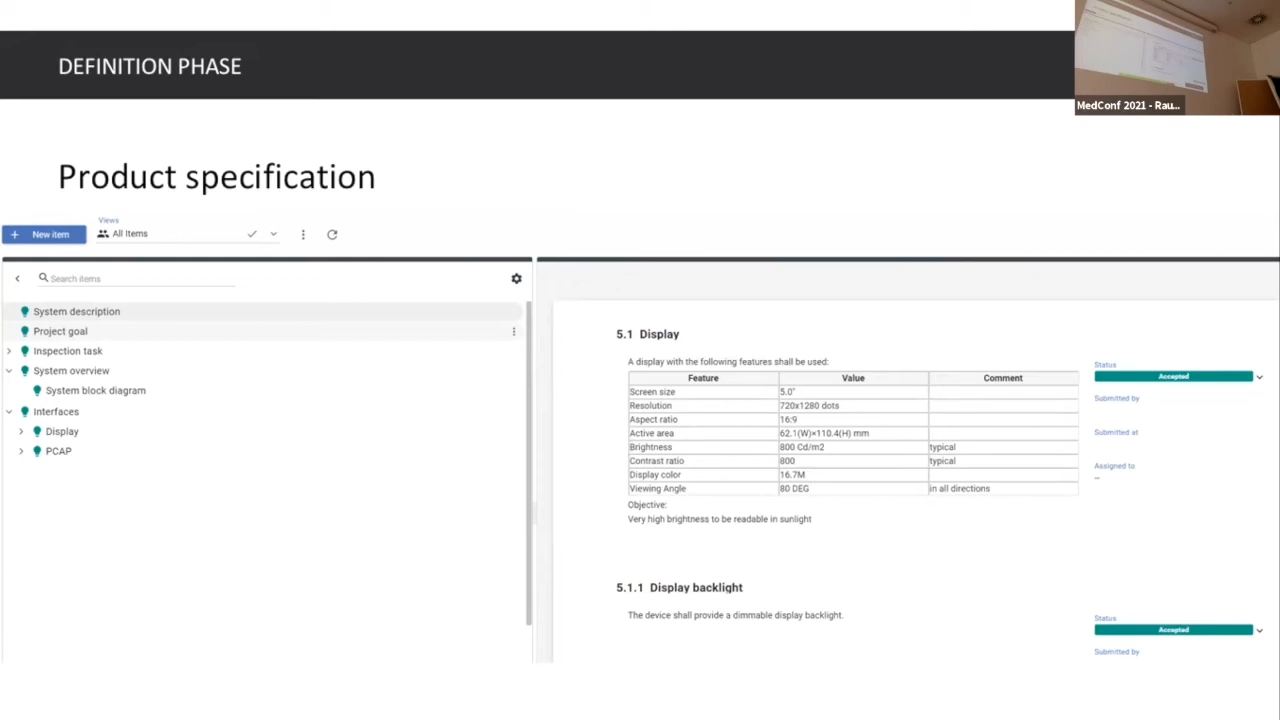 DEFINITION PHASE
MedConf 2021 - Rau...
Product specification
Views
New item
All Items
Search items
System description
Project goal
Inspection task
System overview
System block diagram
Interfaces
Display
PCAP
5.1 Display
A display with the following features shall be used:
Feature Value Comment
Screen size 5.0"
Resolution 720x1280 dots
Aspect ratio 16:9
Active area 62.1(W)×110.4(H) mm
Brightness 800 Cd/m2 typical
Contrast ratio 800 typical
Display color 16.7M
Viewing Angle 80 DEG in all directions
Objective:
Very high brightness to be readable in sunlight
Status
Accepted
Submitted by
Submitted at
Assigned to
--
5.1.1 Display backlight
The device shall provide a dimmable display backlight.
Status
Accepted
Submitted by